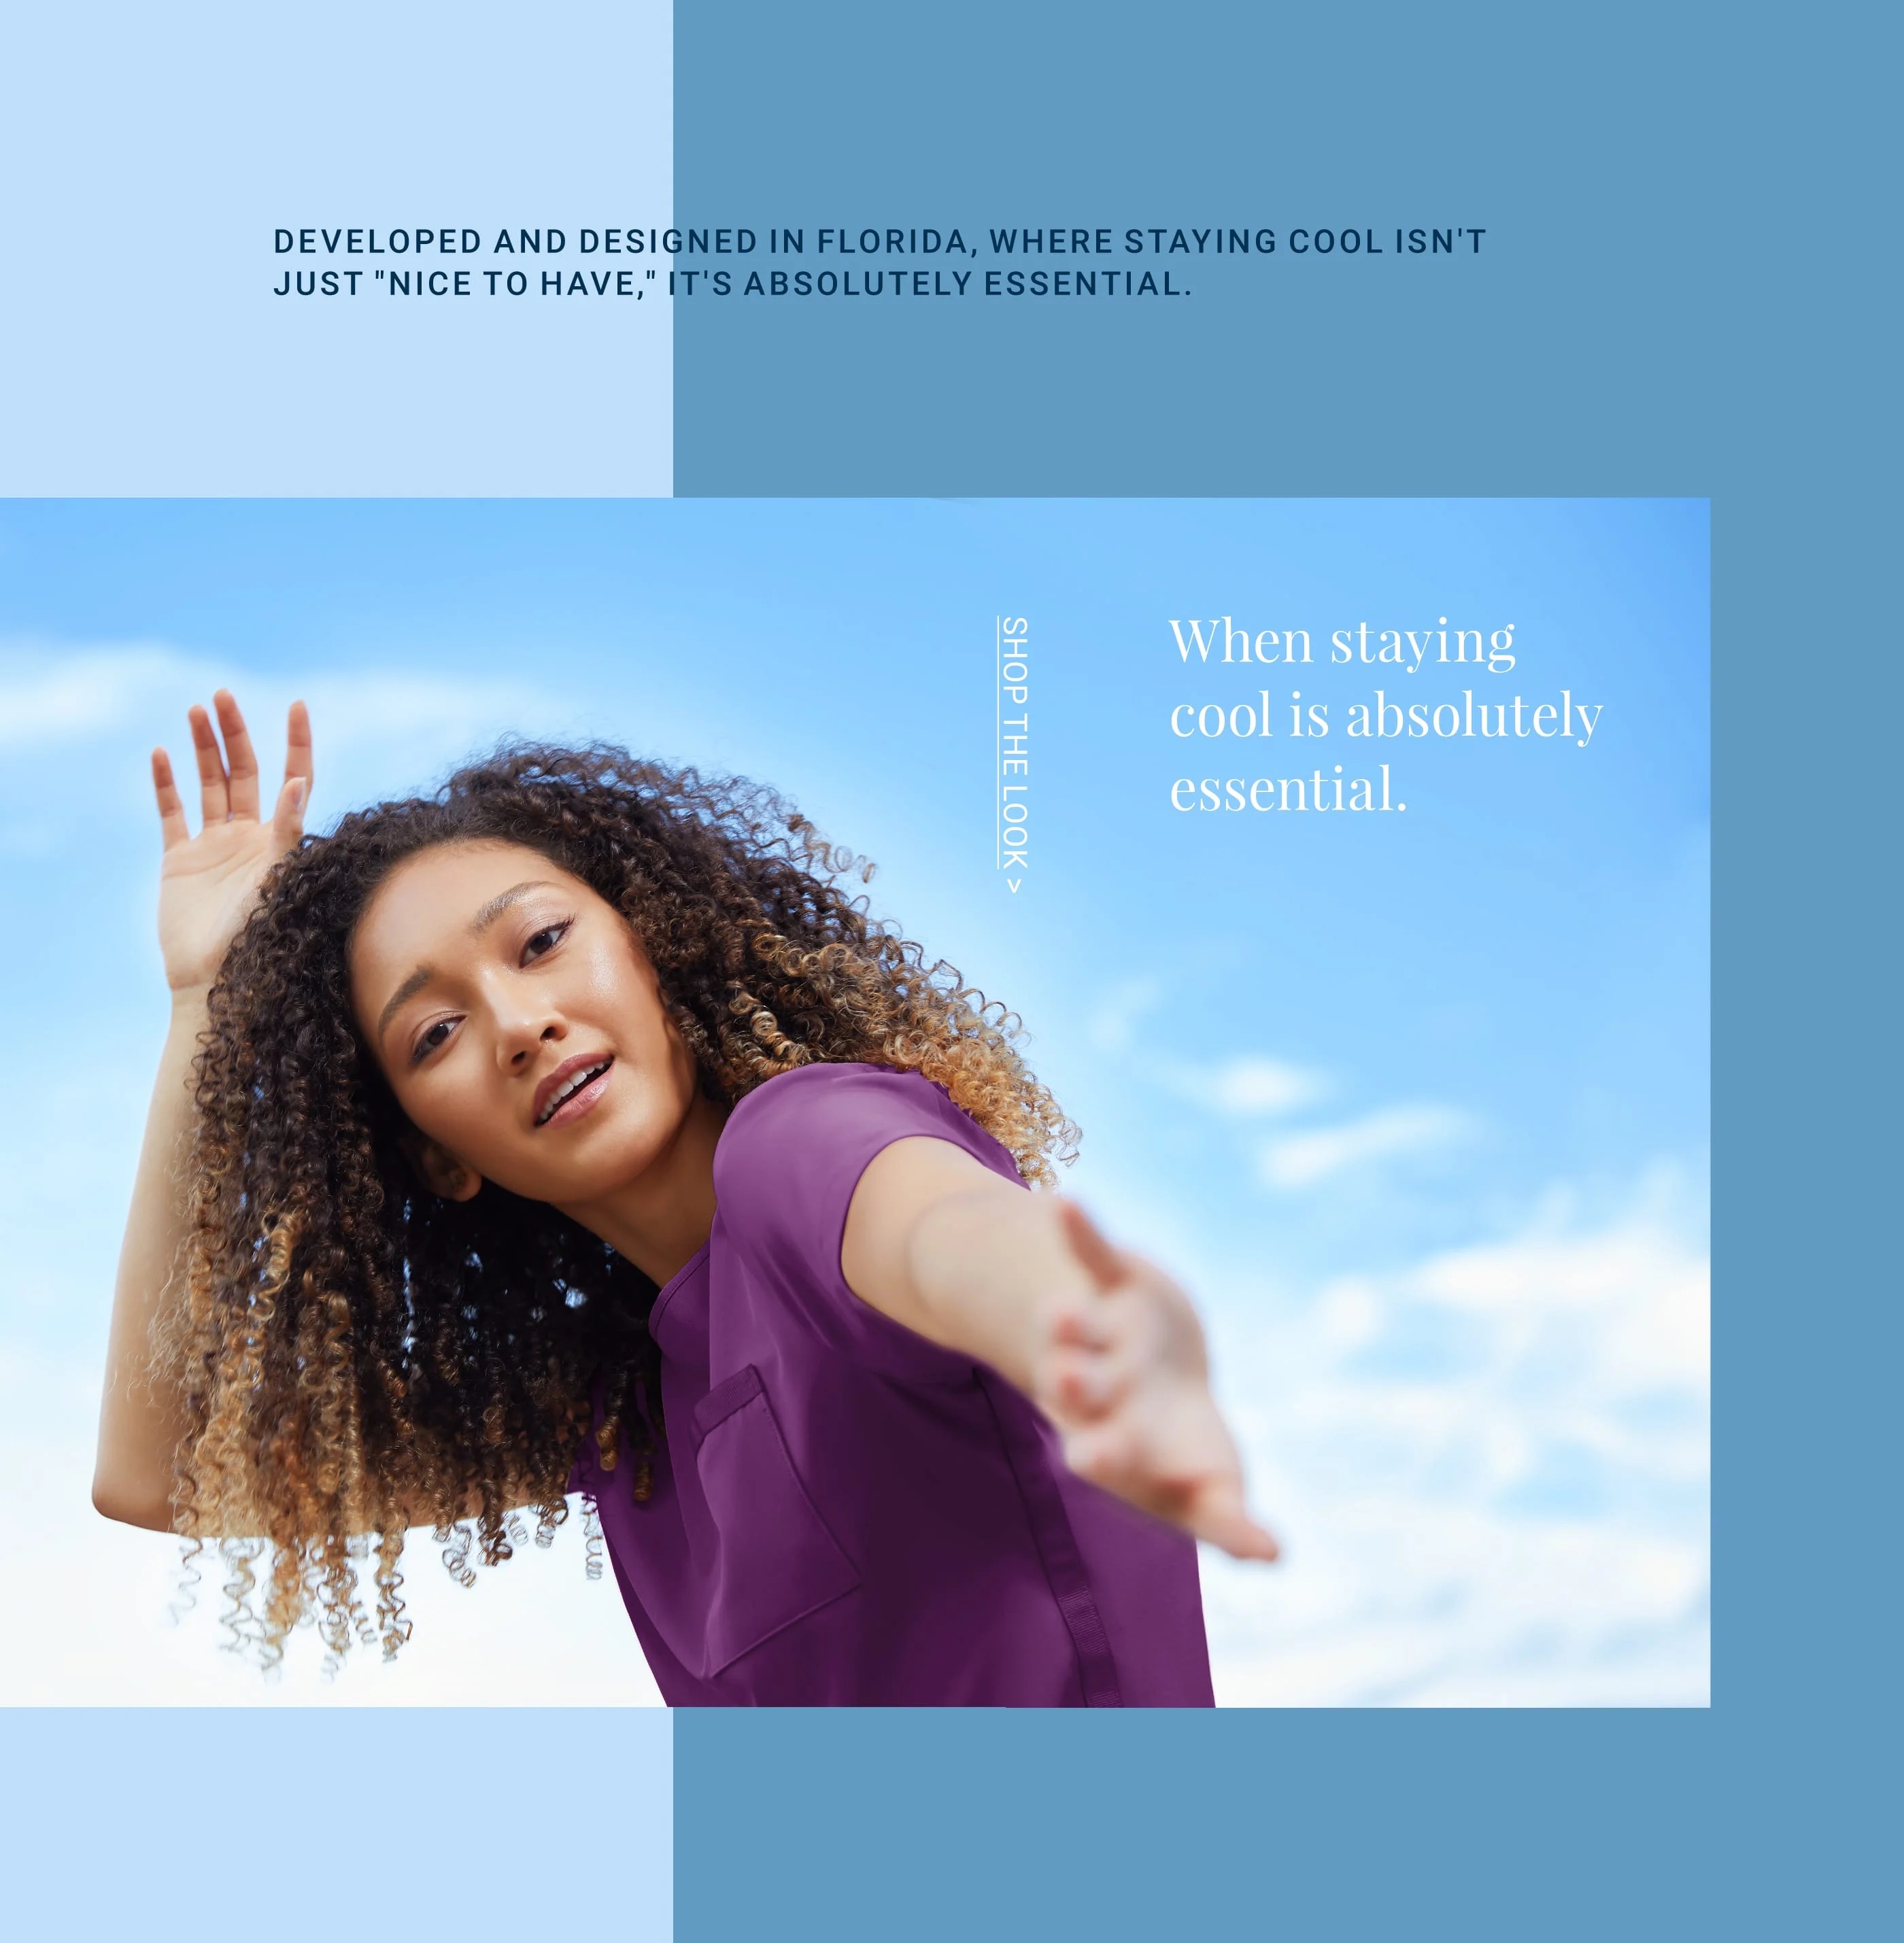 DEVELOPED AND DESIGNED IN FLORIDA, WHERE STAYING COOL ISN'T
JUST "NICE TO HAVE," IT'S ABSOLUTELY ESSENTIAL.
SHOP THE LOOK >
When staying
cool is absolutely
essential.